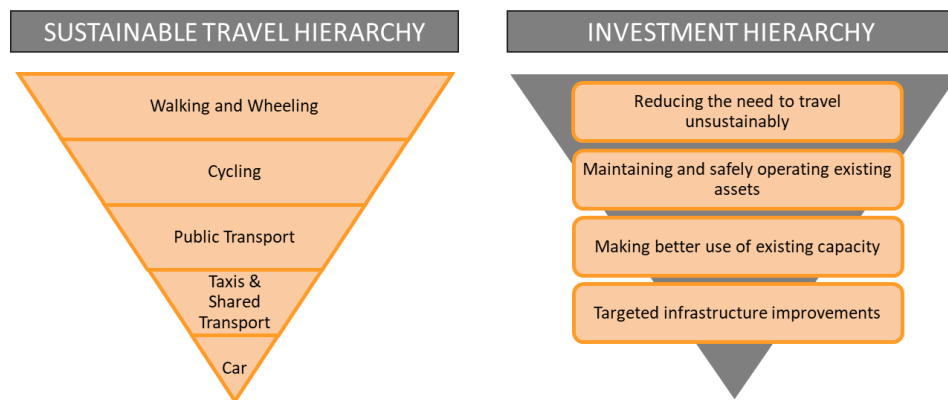 SUSTAINABLE TRAVEL HIERARCHY
Walking and Wheeling
Cycling
Public Transport
Taxis &
Shared
Transport
Car
INVESTMENT HIERARCHY
Reducing the need to travel
unsustainably
Maintaining and safely operating existing
assets
Making better use of existing capacity
Targeted infrastructure improvements